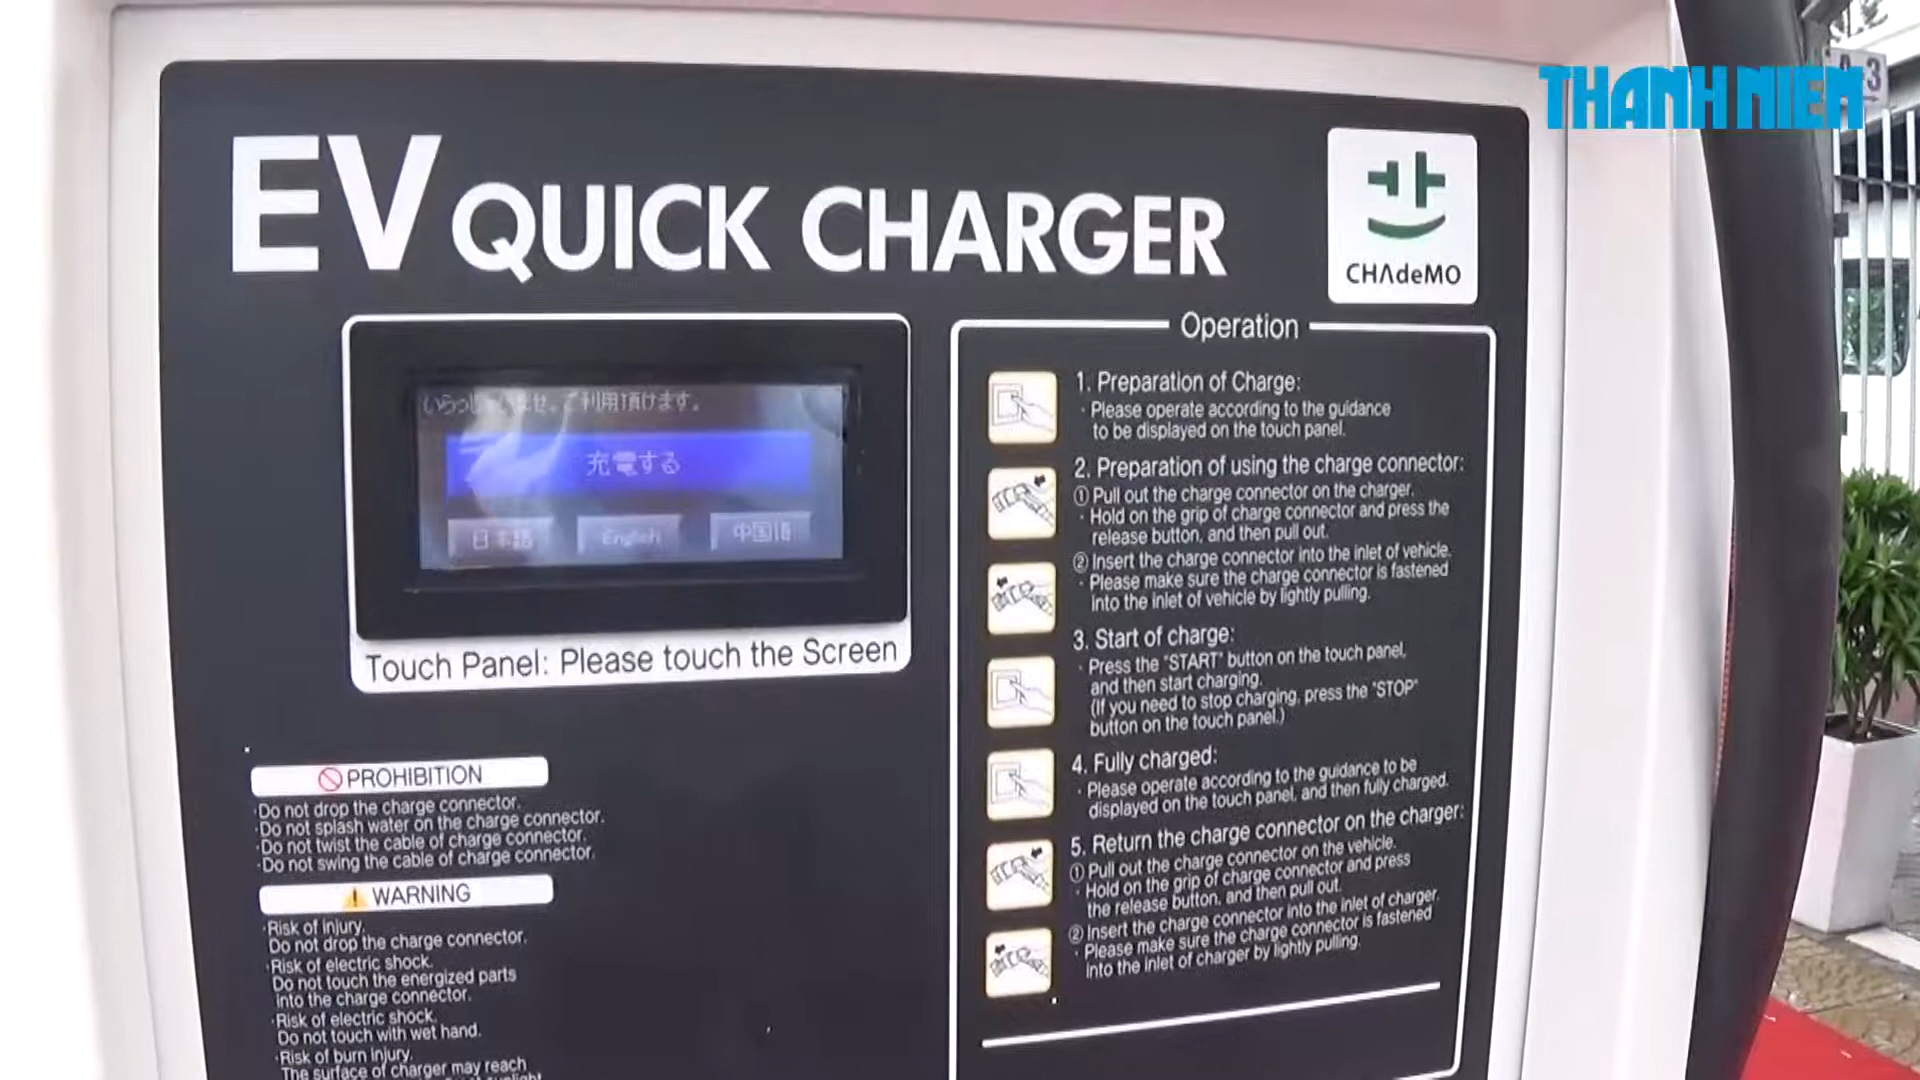 THANH NIÊN
EV QUICK CHARGER
CHAdeMO
いらっしゃいませ。ご利用頂けます。
充電する
日本語
English
中国语
Touch Panel: Please touch the Screen
PROHIBITION
·Do not drop the charge connector.
·Do not splash water on the charge connector.
·Do not twist the cable of charge connector.
·Do not swing the cable of charge connector.
WARNING
·Risk of injury.
Do not drop the charge connector.
·Risk of electric shock.
Do not touch the energized parts
into the charge connector.
·Risk of electric shock.
Do not touch with wet hand.
·Risk of burn injury.
The surface of charger may reach
Operation
1. Preparation of Charge:
· Please operate according to the guidance
to be displayed on the touch panel.
2. Preparation of using the charge connector:
① Pull out the charge connector on the charger.
· Hold on the grip of charge connector and press the
release button, and then pull out.
② Insert the charge connector into the inlet of vehicle.
· Please make sure the charge connector is fastened
into the inlet of vehicle by lightly pulling.
3. Start of charge:
· Press the "START" button on the touch panel,
and then start charging.
(If you need to stop charging, press the "STOP"
button on the touch panel.)
4. Fully charged:
· Please operate according to the guidance to be
displayed on the touch panel, and then fully charged.
5. Return the charge connector on the charger:
① Pull out the charge connector on the vehicle.
· Hold on the grip of charge connector and press
the release button, and then pull out.
② Insert the charge connector into the inlet of charger.
· Please make sure the charge connector is fastened
into the inlet of charger by lightly pulling.